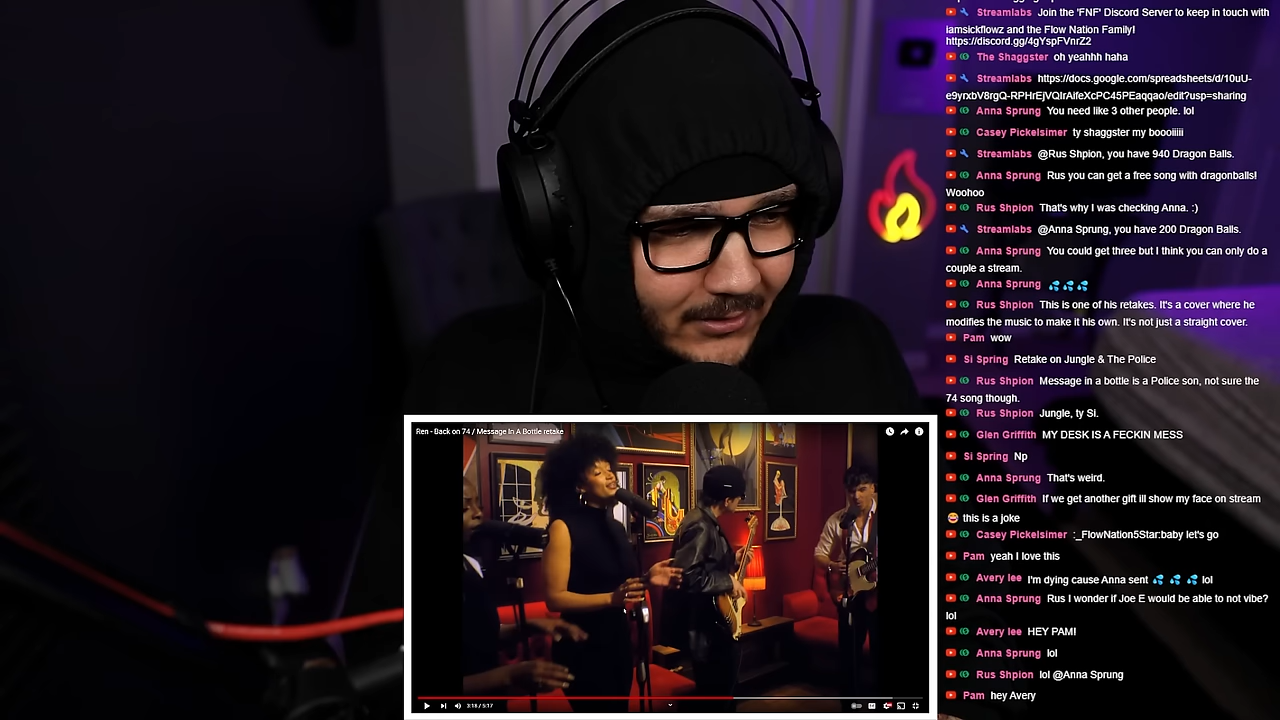 Streamlabs Join the 'FNF' Discord Server to keep in touch with
iamsickflowz and the Flow Nation Family!
https://discord.gg/4gYspFVnrZ2
The Shaggster oh yeahhh haha
Streamlabs https://docs.google.com/spreadsheets/d/10uU-
e9yrxbV8rgQ-RPHrEjVQIrAifeXcPC45PEaqqao/edit?usp=sharing
Anna Sprung You need like 3 other people. lol
Casey Pickelsimer ty shaggster my boooiiiii
Streamlabs @Rus Shpion, you have 940 Dragon Balls.
Anna Sprung Rus you can get a free song with dragonballs!
Woohoo
Rus Shpion That's why I was checking Anna. :)
Streamlabs @Anna Sprung, you have 200 Dragon Balls.
Anna Sprung You could get three but I think you can only do a
couple a stream.
Anna Sprung 💦 💦 💦
Rus Shpion This is one of his retakes. It's a cover where he
modifies the music to make it his own. It's not just a straight cover.
Pam wow
Si Spring Retake on Jungle & The Police
Rus Shpion Message in a bottle is a Police son, not sure the
74 song though.
Rus Shpion Jungle, ty Si.
Glen Griffith MY DESK IS A FECKIN MESS
Si Spring Np
Anna Sprung That's weird.
Glen Griffith If we get another gift ill show my face on stream
😂 this is a joke
Casey Pickelsimer :_FlowNation5Star:baby let's go
Pam yeah I love this
Avery lee I'm dying cause Anna sent 💦 💦 💦 lol
Anna Sprung Rus I wonder if Joe E would be able to not vibe?
lol
Avery lee HEY PAM!
Anna Sprung lol
Rus Shpion lol @Anna Sprung
Pam hey Avery
Ren - Back on 74 / Message In A Bottle retake
3:18 / 5:17